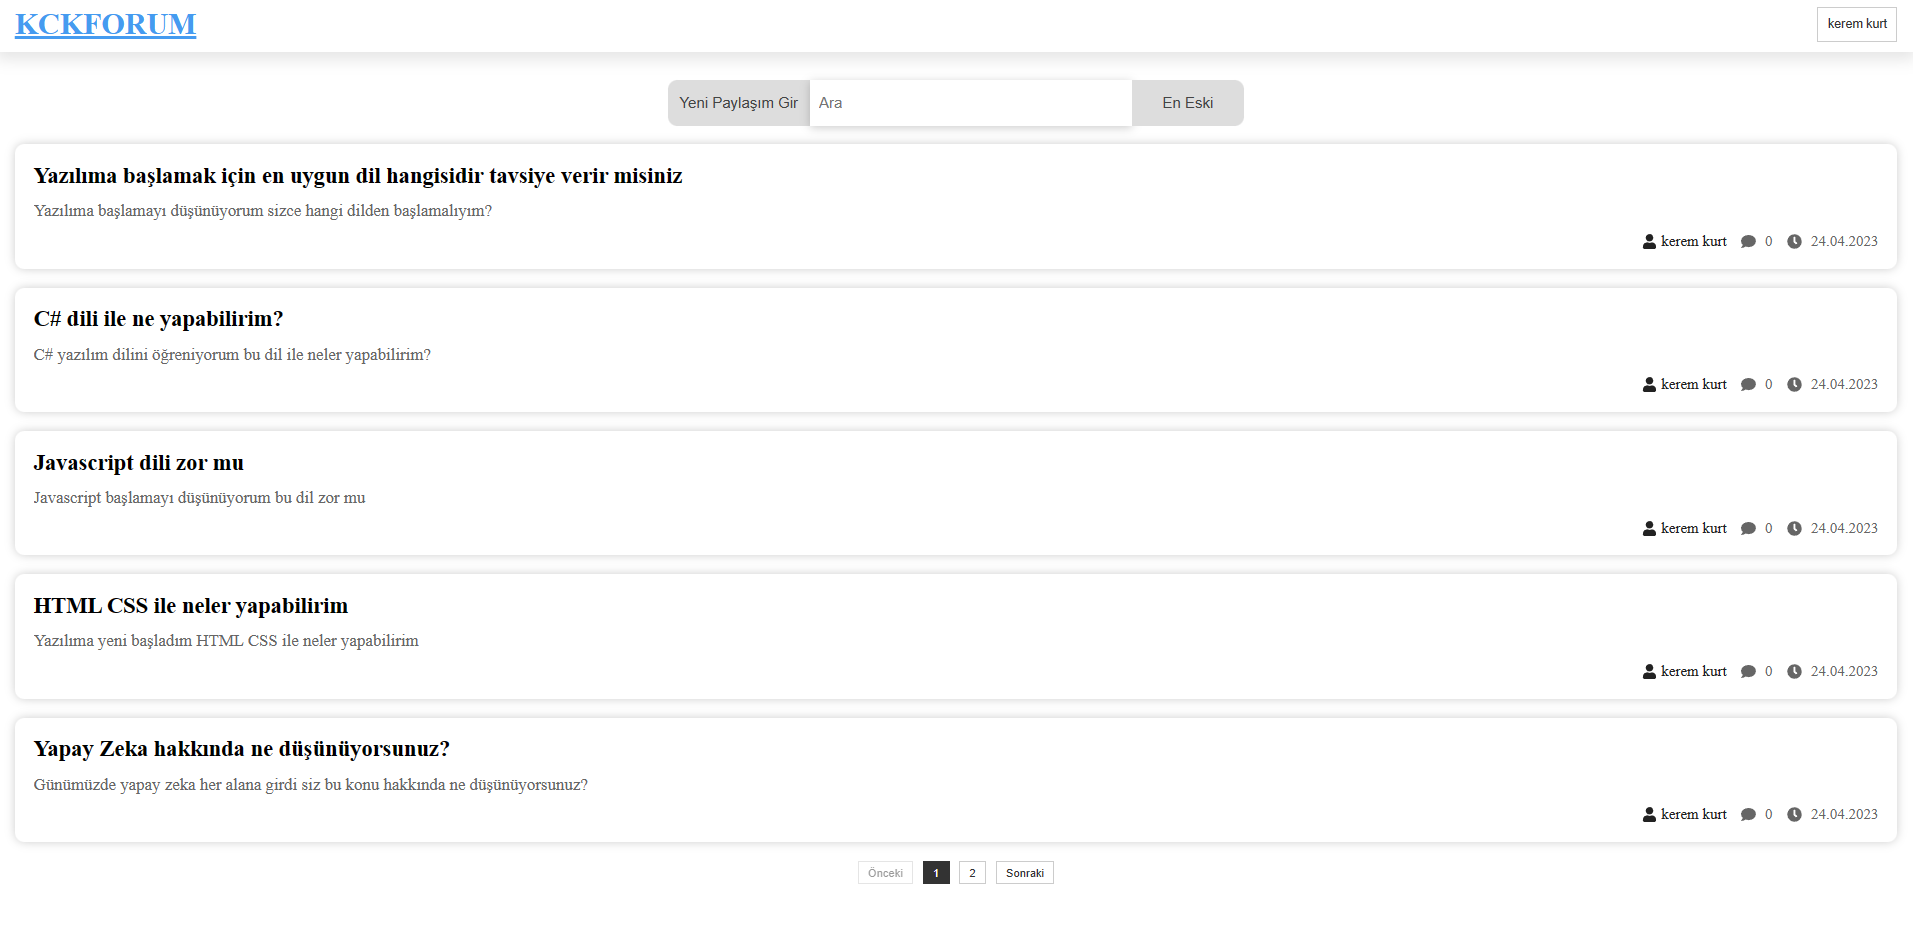 KCKFORUM
kerem kurt
Yeni Paylaşım Gir
Ara
En Eski
Yazılıma başlamak için en uygun dil hangisidir tavsiye verir misiniz
Yazılıma başlamayı düşünüyorum sizce hangi dilden başlamalıyım?
kerem kurt 0 24.04.2023
C# dili ile ne yapabilirim?
C# yazılım dilini öğreniyorum bu dil ile neler yapabilirim?
kerem kurt 0 24.04.2023
Javascript dili zor mu
Javascript başlamayı düşünüyorum bu dil zor mu
kerem kurt 0 24.04.2023
HTML CSS ile neler yapabilirim
Yazılıma yeni başladım HTML CSS ile neler yapabilirim
kerem kurt 0 24.04.2023
Yapay Zeka hakkında ne düşünüyorsunuz?
Günümüzde yapay zeka her alana girdi siz bu konu hakkında ne düşünüyorsunuz?
kerem kurt 0 24.04.2023
Önceki 1 2 Sonraki